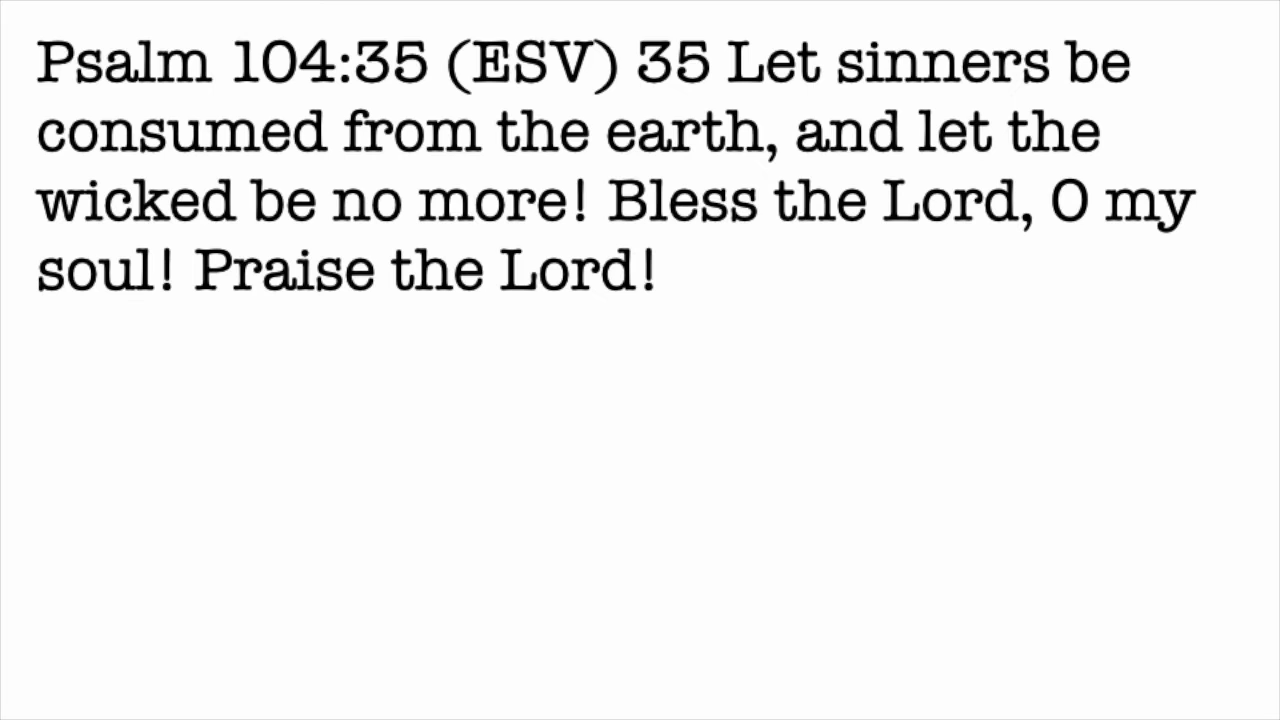 Psalm 104:35 (ESV) 35 Let sinners be
consumed from the earth, and let the
wicked be no more! Bless the Lord, O my
soul! Praise the Lord!